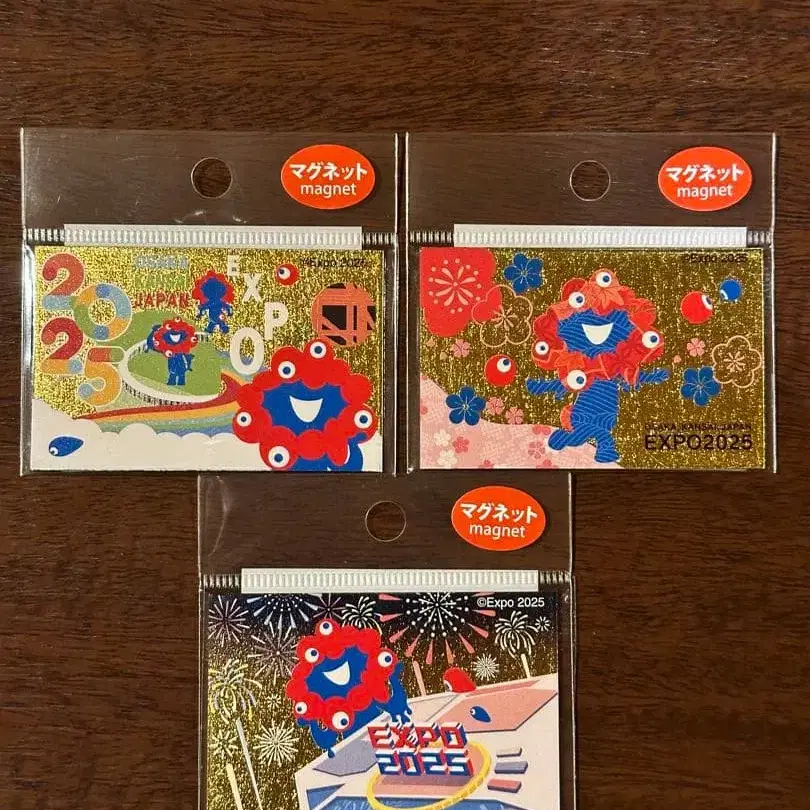 マグネット
magnet
©Expo 2025
2025
JAPAN
EXPO
マグネット
magnet
©Expo 2025
OSAKA, KANSAI, JAPAN
EXPO2025
マグネット
magnet
©Expo 2025
EXPO
2025